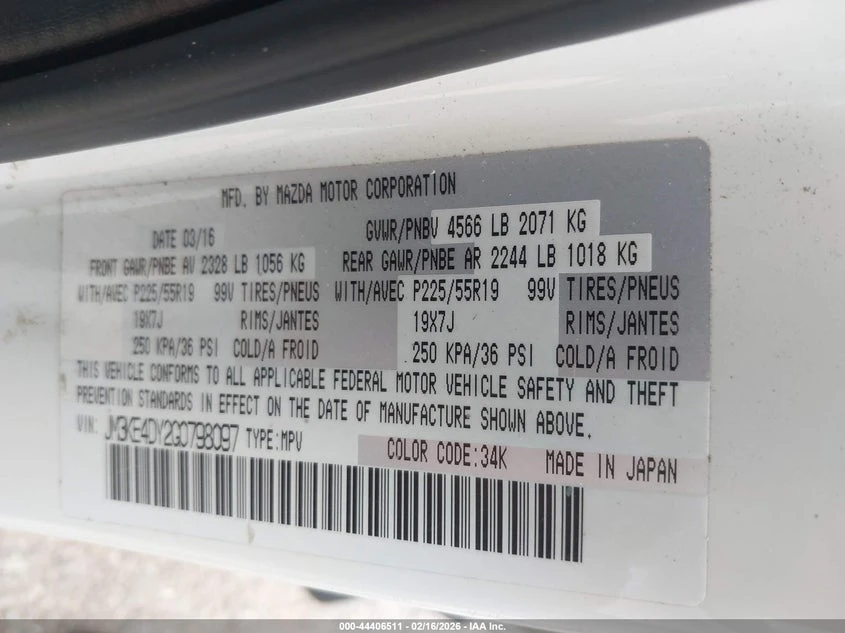 MFD. BY MAZDA MOTOR CORPORATION
DATE 03/16 GVWR/PNBV 4566 LB 2071 KG
FRONT GAWR/PNBE AV 2328 LB 1056 KG REAR GAWR/PNBE AR 2244 LB 1018 KG
WITH/AVEC P225/55R19 99V TIRES/PNEUS WITH/AVEC P225/55R19 99V TIRES/PNEUS
19X7J RIMS/JANTES 19X7J RIMS/JANTES
250 KPA/36 PSI COLD/A FROID 250 KPA/36 PSI COLD/A FROID
THIS VEHICLE CONFORMS TO ALL APPLICABLE FEDERAL MOTOR VEHICLE SAFETY AND THEFT
PREVENTION STANDARDS IN EFFECT ON THE DATE OF MANUFACTURE SHOWN ABOVE.
VIN: JM3KE4DY2G0798097 TYPE:MPV COLOR CODE:34K MADE IN JAPAN
000-44406511 - 02/16/2026 - IAA Inc.